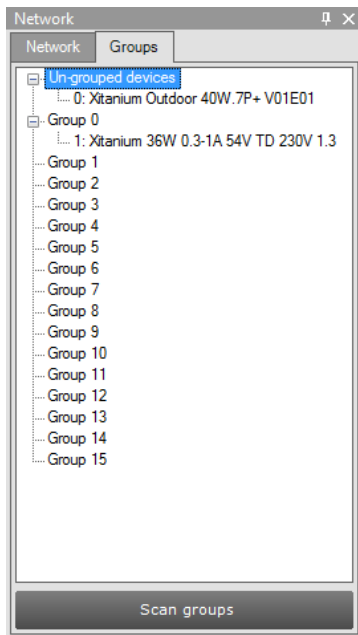 Network
Network Groups
Un-grouped devices
0: Xitanium Outdoor 40W.7P+ V01E01
Group 0
1: Xitanium 36W 0.3-1A 54V TD 230V 1.3
Group 1
Group 2
Group 3
Group 4
Group 5
Group 6
Group 7
Group 8
Group 9
Group 10
Group 11
Group 12
Group 13
Group 14
Group 15
Scan groups